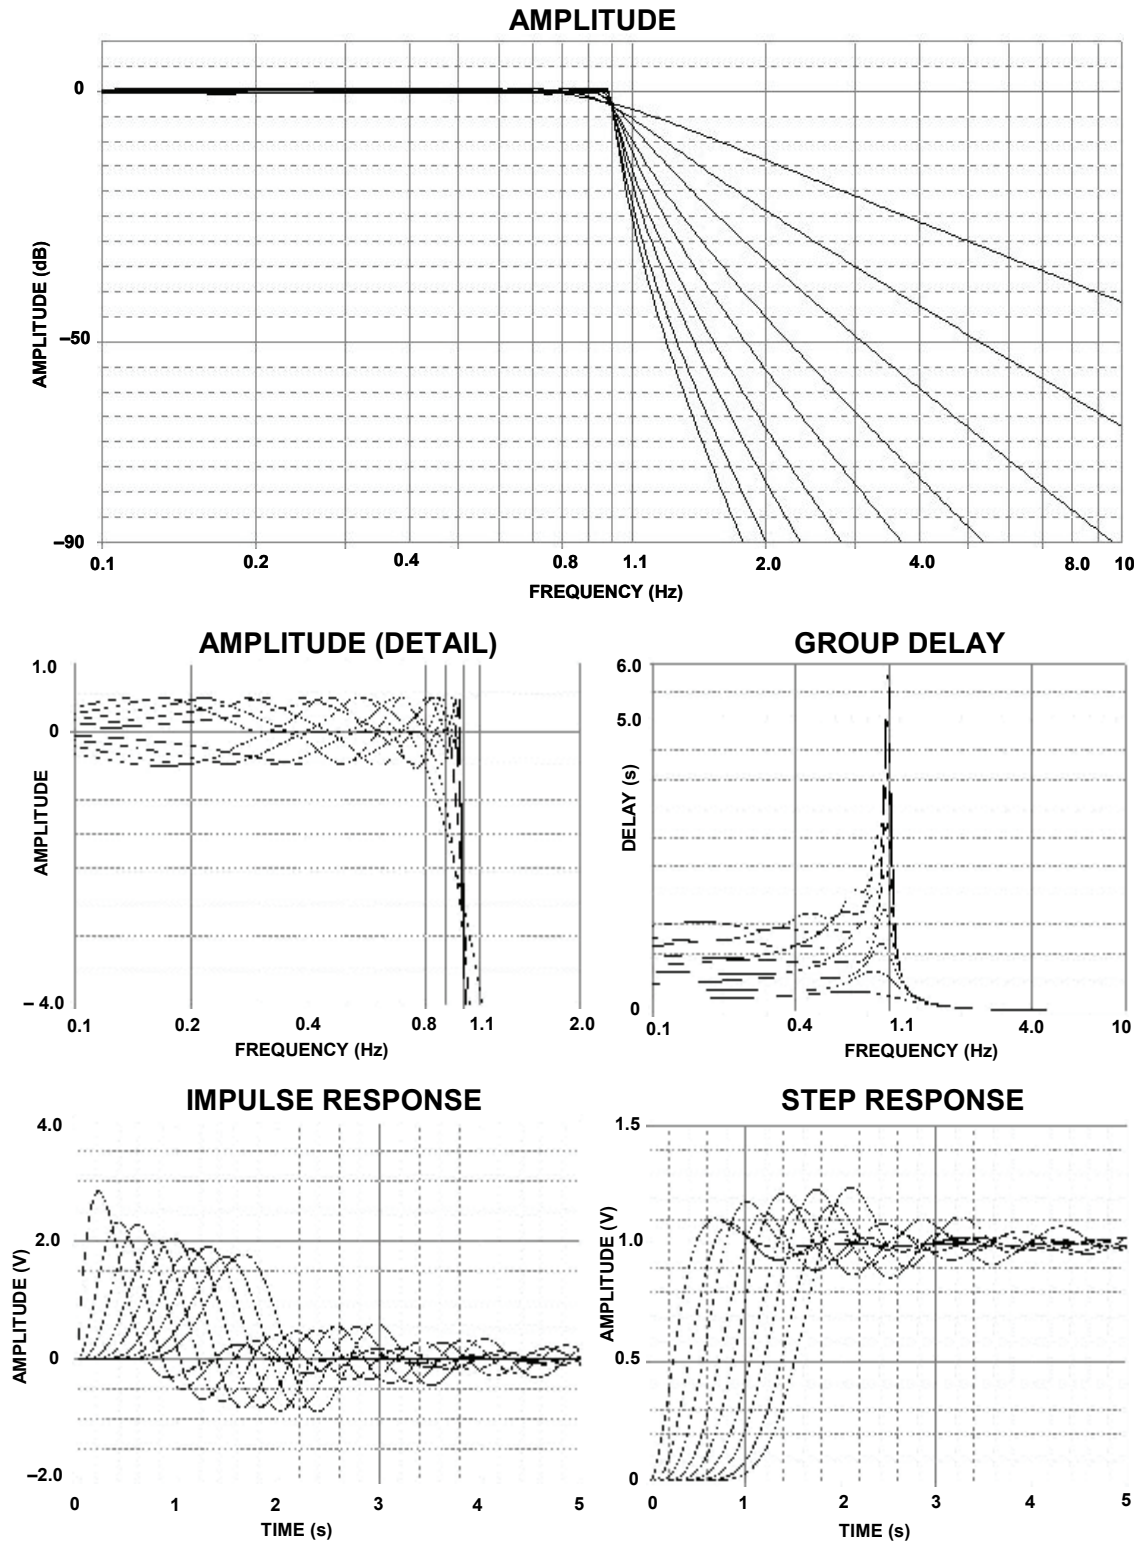 AMPLITUDE
0
–50
–90
AMPLITUDE (dB)
0.1 0.2 0.4 0.8 1.1 2.0 4.0 8.0 10
FREQUENCY (Hz)
AMPLITUDE (DETAIL)
1.0
0
– 4.0
AMPLITUDE
0.1 0.2 0.4 0.8 1.1 2.0
FREQUENCY (Hz)
GROUP DELAY
6.0
5.0
0
DELAY (s)
0.1 0.4 1.1 4.0 10
FREQUENCY (Hz)
IMPULSE RESPONSE
4.0
2.0
0
–2.0
AMPLITUDE (V)
0 1 2 3 4 5
TIME (s)
STEP RESPONSE
1.5
1.0
0.5
0
AMPLITUDE (V)
0 1 2 3 4 5
TIME (s)